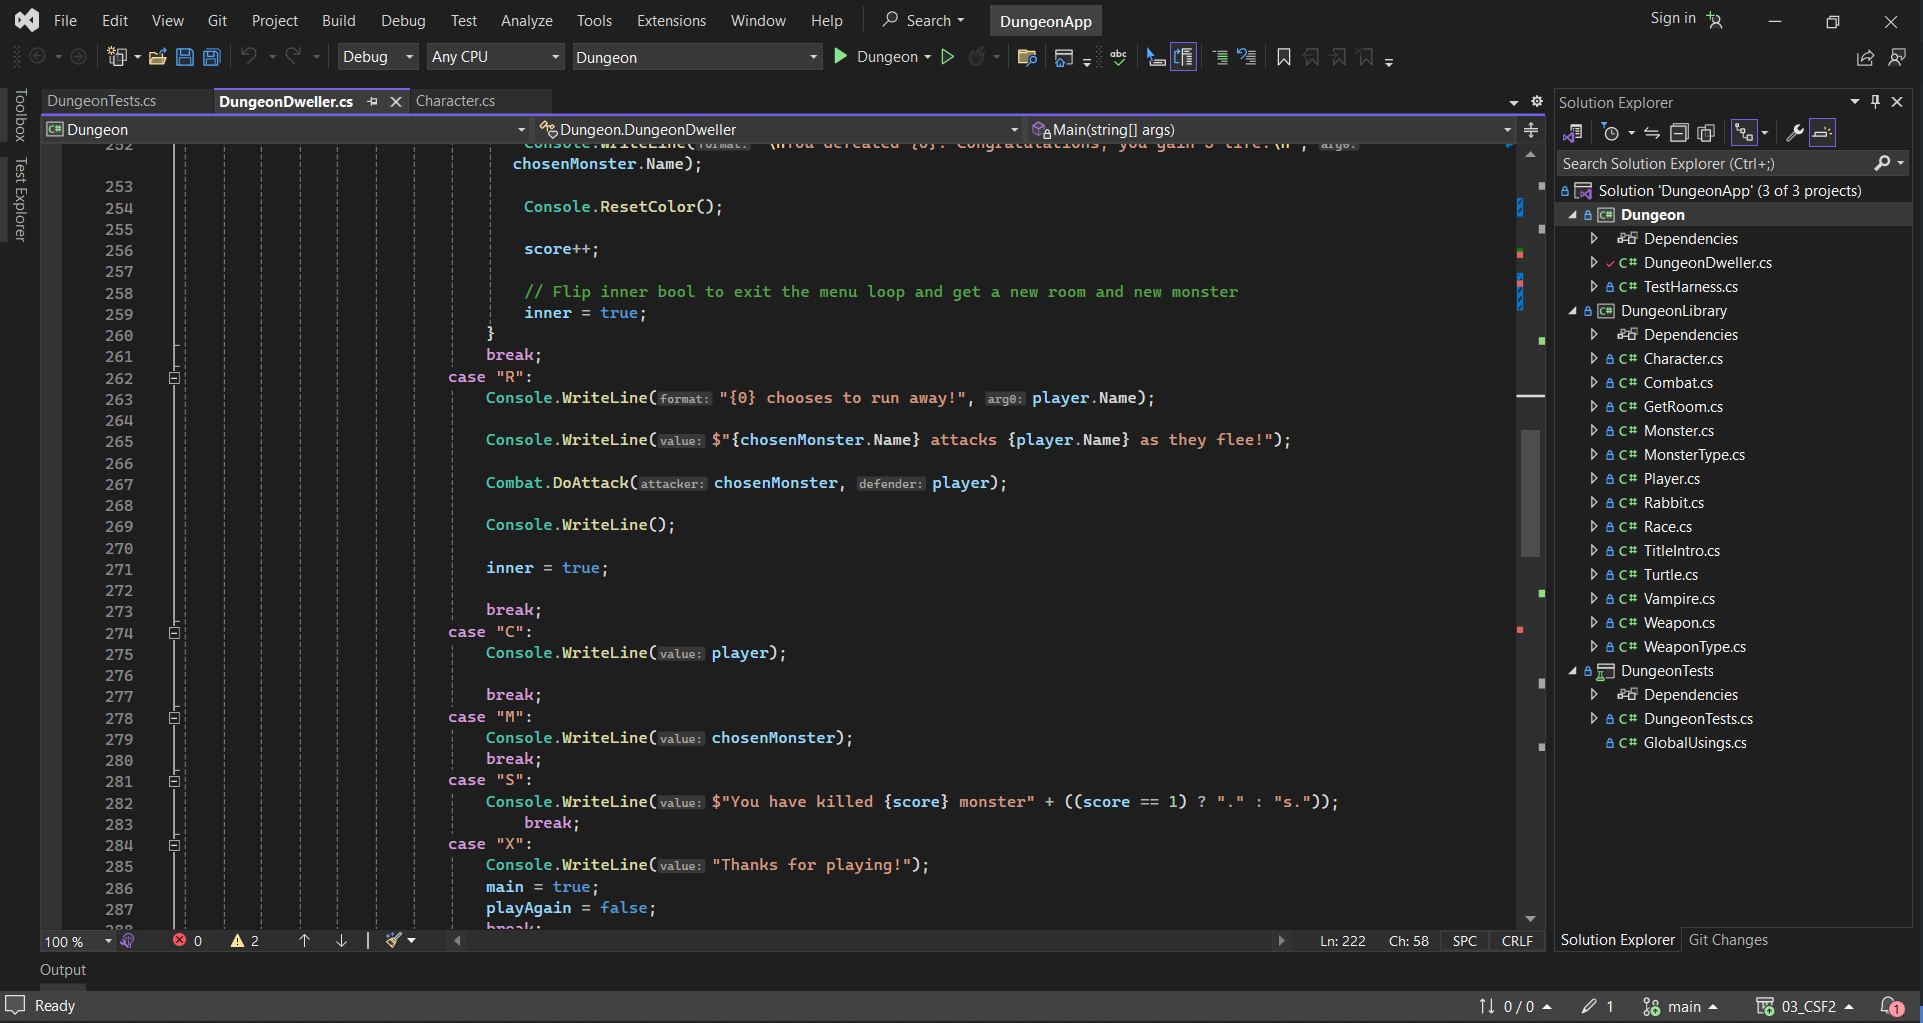 File Edit View Git Project Build Debug Test Analyze Tools Extensions Window Help Search DungeonApp Sign in
Debug Any CPU Dungeon Dungeon
Toolbox
Test Explorer
DungeonTests.cs DungeonDweller.cs Character.cs
Dungeon Dungeon.DungeonDweller Main(string[] args)
252 Console.WriteLine(format: "\nYou defeated {0}! Congratulations, you gain 5 life!\n", arg0:
chosenMonster.Name);
253
254 Console.ResetColor();
255
256 score++;
257
258 // Flip inner bool to exit the menu loop and get a new room and new monster
259 inner = true;
260 }
261 break;
262 case "R":
263 Console.WriteLine(format: "{0} chooses to run away!", arg0: player.Name);
264
265 Console.WriteLine(value: $"{chosenMonster.Name} attacks {player.Name} as they flee!");
266
267 Combat.DoAttack(attacker: chosenMonster, defender: player);
268
269 Console.WriteLine();
270
271 inner = true;
272
273 break;
274 case "C":
275 Console.WriteLine(value: player);
276
277 break;
278 case "M":
279 Console.WriteLine(value: chosenMonster);
280 break;
281 case "S":
282 Console.WriteLine(value: $"You have killed {score} monster" + ((score == 1) ? "." : "s."));
283 break;
284 case "X":
285 Console.WriteLine(value: "Thanks for playing!");
286 main = true;
287 playAgain = false;
288 break;
100 % 0 2 Ln: 222 Ch: 58 SPC CRLF
Output
Solution Explorer
Search Solution Explorer (Ctrl+;)
Solution 'DungeonApp' (3 of 3 projects)
C# Dungeon
Dependencies
C# DungeonDweller.cs
C# TestHarness.cs
C# DungeonLibrary
Dependencies
C# Character.cs
C# Combat.cs
C# GetRoom.cs
C# Monster.cs
C# MonsterType.cs
C# Player.cs
C# Rabbit.cs
C# Race.cs
C# TitleIntro.cs
C# Turtle.cs
C# Vampire.cs
C# Weapon.cs
C# WeaponType.cs
DungeonTests
Dependencies
C# DungeonTests.cs
C# GlobalUsings.cs
Solution Explorer Git Changes
Ready 0 / 0 1 main 03_CSF2 1